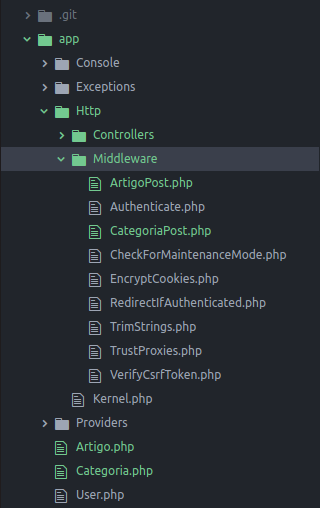 .git
app
Console
Exceptions
Http
Controllers
Middleware
ArtigoPost.php
Authenticate.php
CategoriaPost.php
CheckForMaintenanceMode.php
EncryptCookies.php
RedirectIfAuthenticated.php
TrimStrings.php
TrustProxies.php
VerifyCsrfToken.php
Kernel.php
Providers
Artigo.php
Categoria.php
User.php